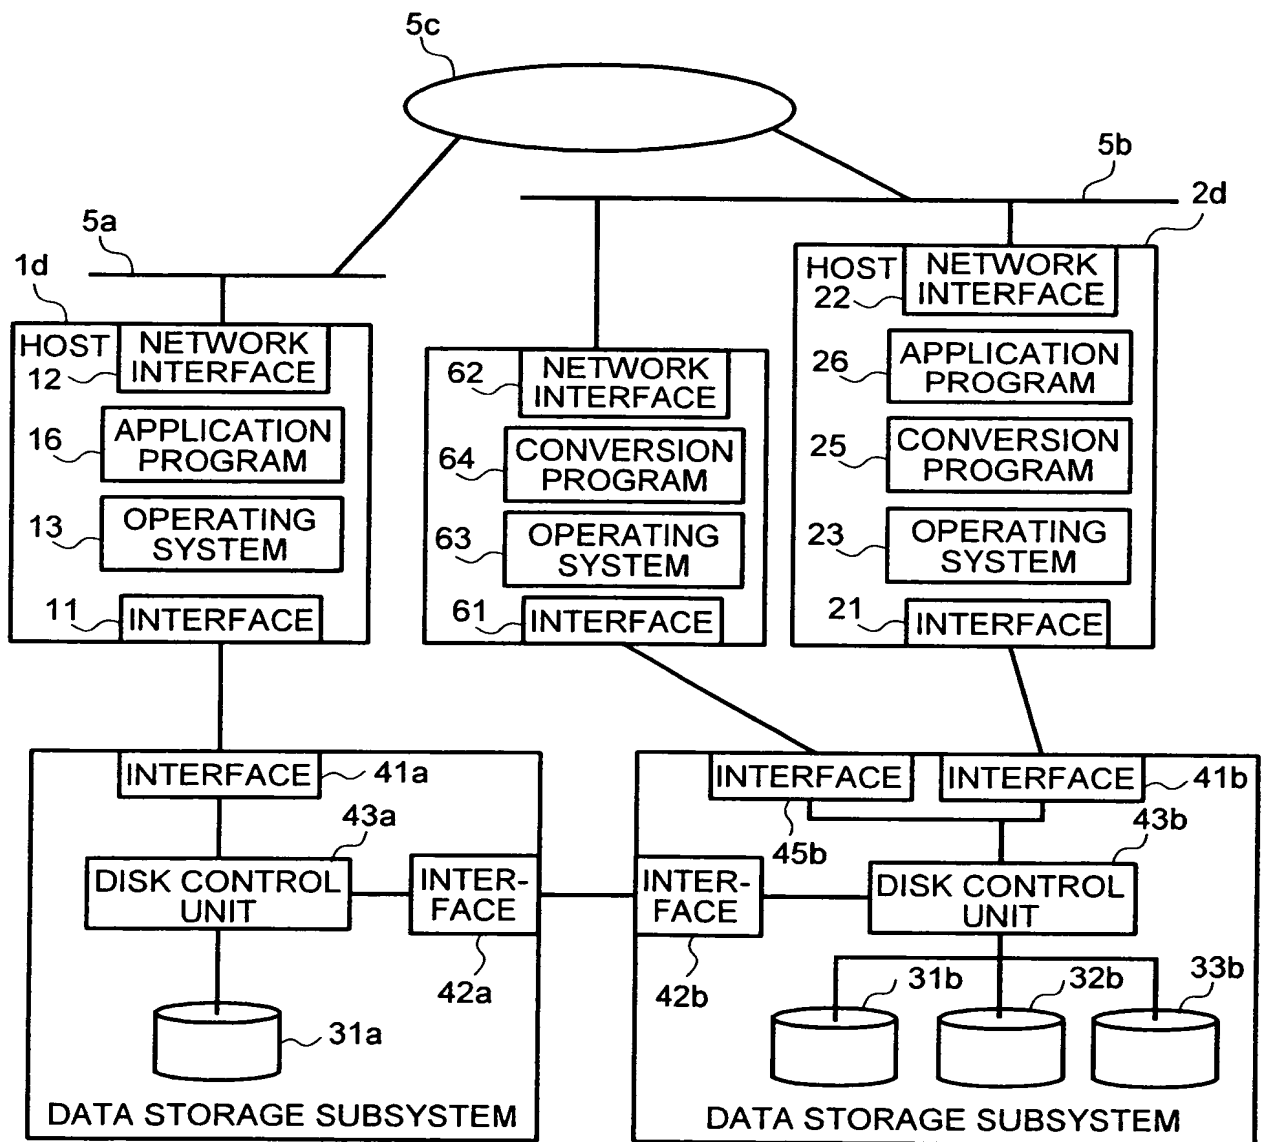 5c
5b
2d
5a
1d
HOST
12
NETWORK
INTERFACE
16
APPLICATION
PROGRAM
13
OPERATING
SYSTEM
11
INTERFACE
62
NETWORK
INTERFACE
64
CONVERSION
PROGRAM
63
OPERATING
SYSTEM
61
INTERFACE
HOST
22
NETWORK
INTERFACE
26
APPLICATION
PROGRAM
25
CONVERSION
PROGRAM
23
OPERATING
SYSTEM
21
INTERFACE
INTERFACE
41a
43a
DISK CONTROL
UNIT
INTER-
FACE
42a
31a
DATA STORAGE SUBSYSTEM
INTERFACE
45b
INTERFACE
41b
43b
INTER-
FACE
42b
DISK CONTROL
UNIT
31b
32b
33b
DATA STORAGE SUBSYSTEM